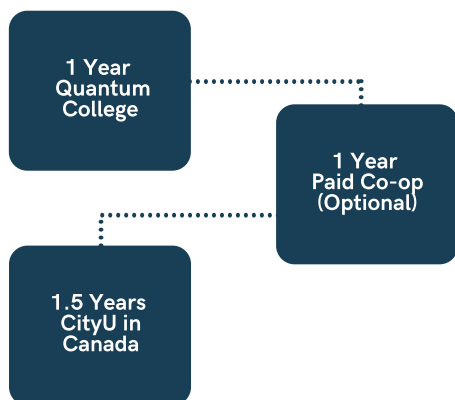 1 Year
Quantum
College
1 Year
Paid Co-op
(Optional)
1.5 Years
CityU in
Canada